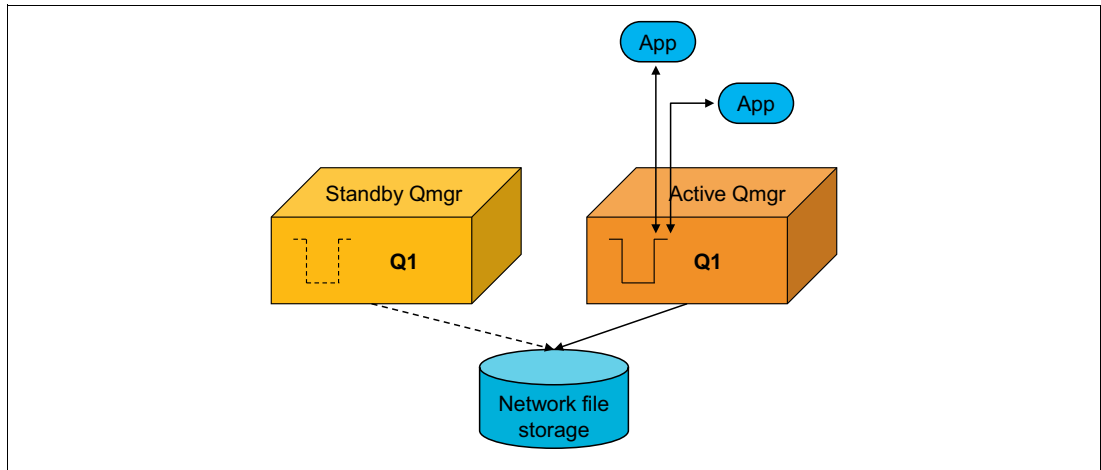 App
App
Standby Qmgr
Active Qmgr
Q1
Q1
Network file
storage